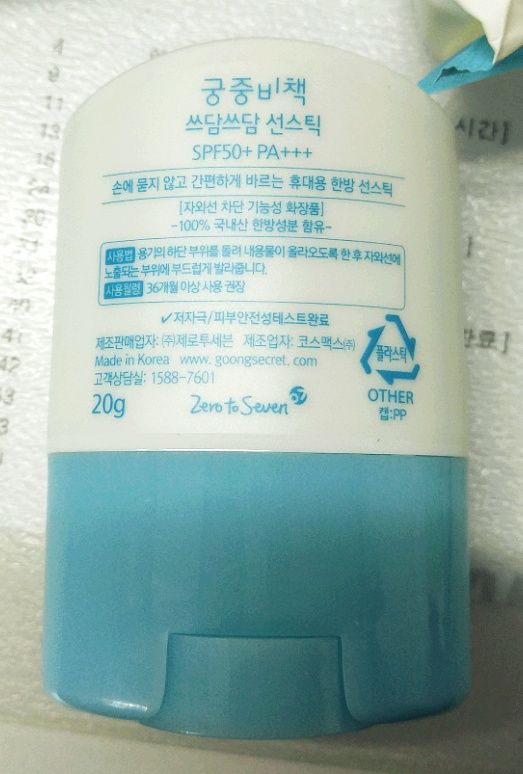 궁중비책
쓰담쓰담 선스틱
SPF50+ PA+++
손에 묻지 않고 간편하게 바르는 휴대용 한방 선스틱
[자외선 차단 기능성 화장품]
-100% 국내산 한방성분 함유-
사용법 용기의 하단 부위를 돌려 내용물이 올라오도록 한 후 자외선에
노출되는 부위에 부드럽게 발라줍니다.
사용월령 36개월 이상 사용 권장
✓저자극/피부안전성테스트완료
제조판매업자: ㈜제로투세븐 제조업자: 코스맥스㈜
Made in Korea www.goongsecret.com
고객상담실: 1588-7601
20g
Zero to Seven
플라스틱
OTHER
캡:PP
4
9
11
13
시간]